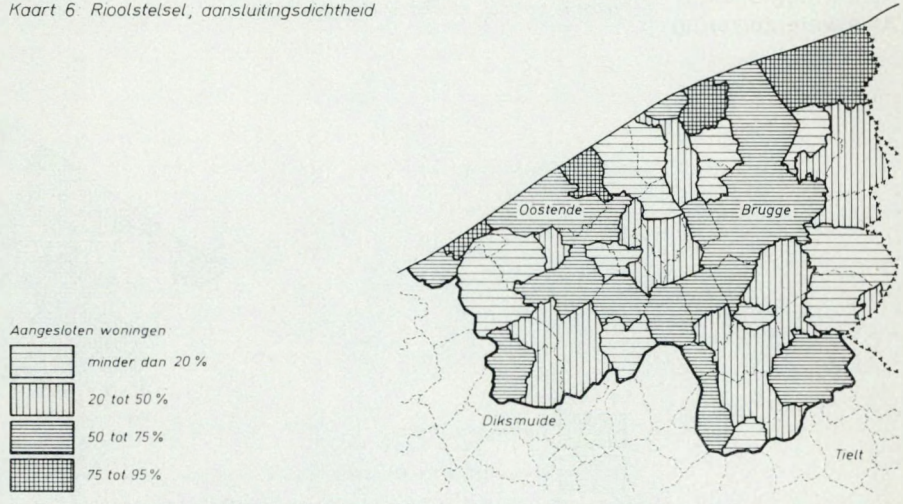 Kaart 6: Rioolstelsel, aansluitingsdichtheid
Oostende
Brugge
Aangesloten woningen
minder dan 20 %
20 tot 50 %
50 tot 75 %
75 tot 95 %
Diksmuide
Tielt